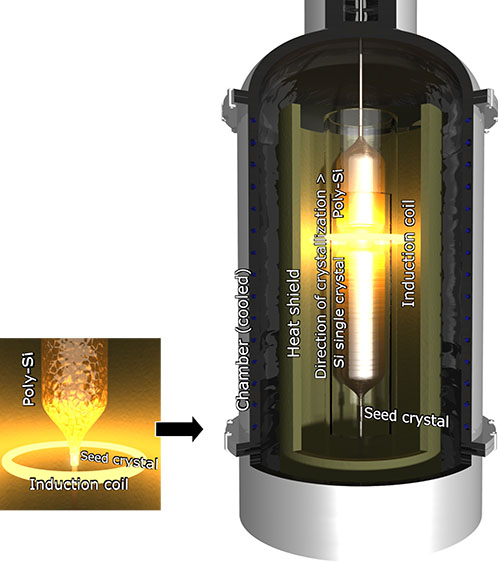 Poly-Si
Seed crystal
Induction coil
Chamber (cooled)
Heat shield
Direction of crystallization >
Si single crystal
Poly-Si
Induction coil
Seed crystal